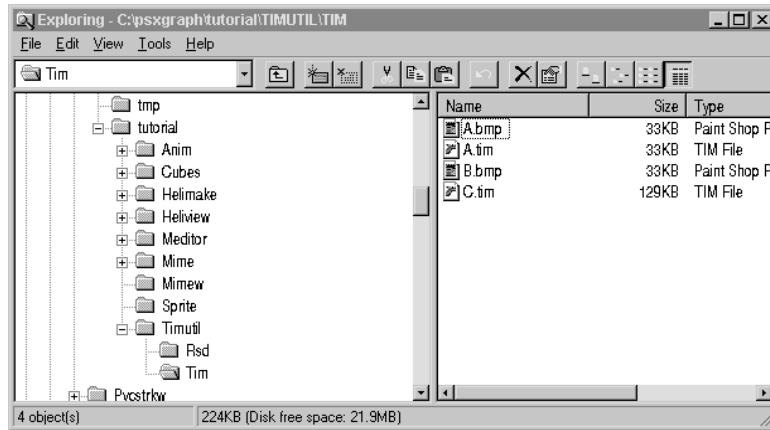 Exploring - C:\psxgraph\tutorial\TIMUTIL\TIM
File Edit View Tools Help
Tim
tmp
tutorial
Anim
Cubes
Helimake
Heliview
Meditor
Mime
Mimew
Sprite
Timutil
Rsd
Tim
Pvcstrkw
Name Size Type
A.bmp 33KB Paint Shop P
A.tim 33KB TIM File
B.bmp 33KB Paint Shop P
C.tim 129KB TIM File
4 object(s) 224KB (Disk free space: 21.9MB)